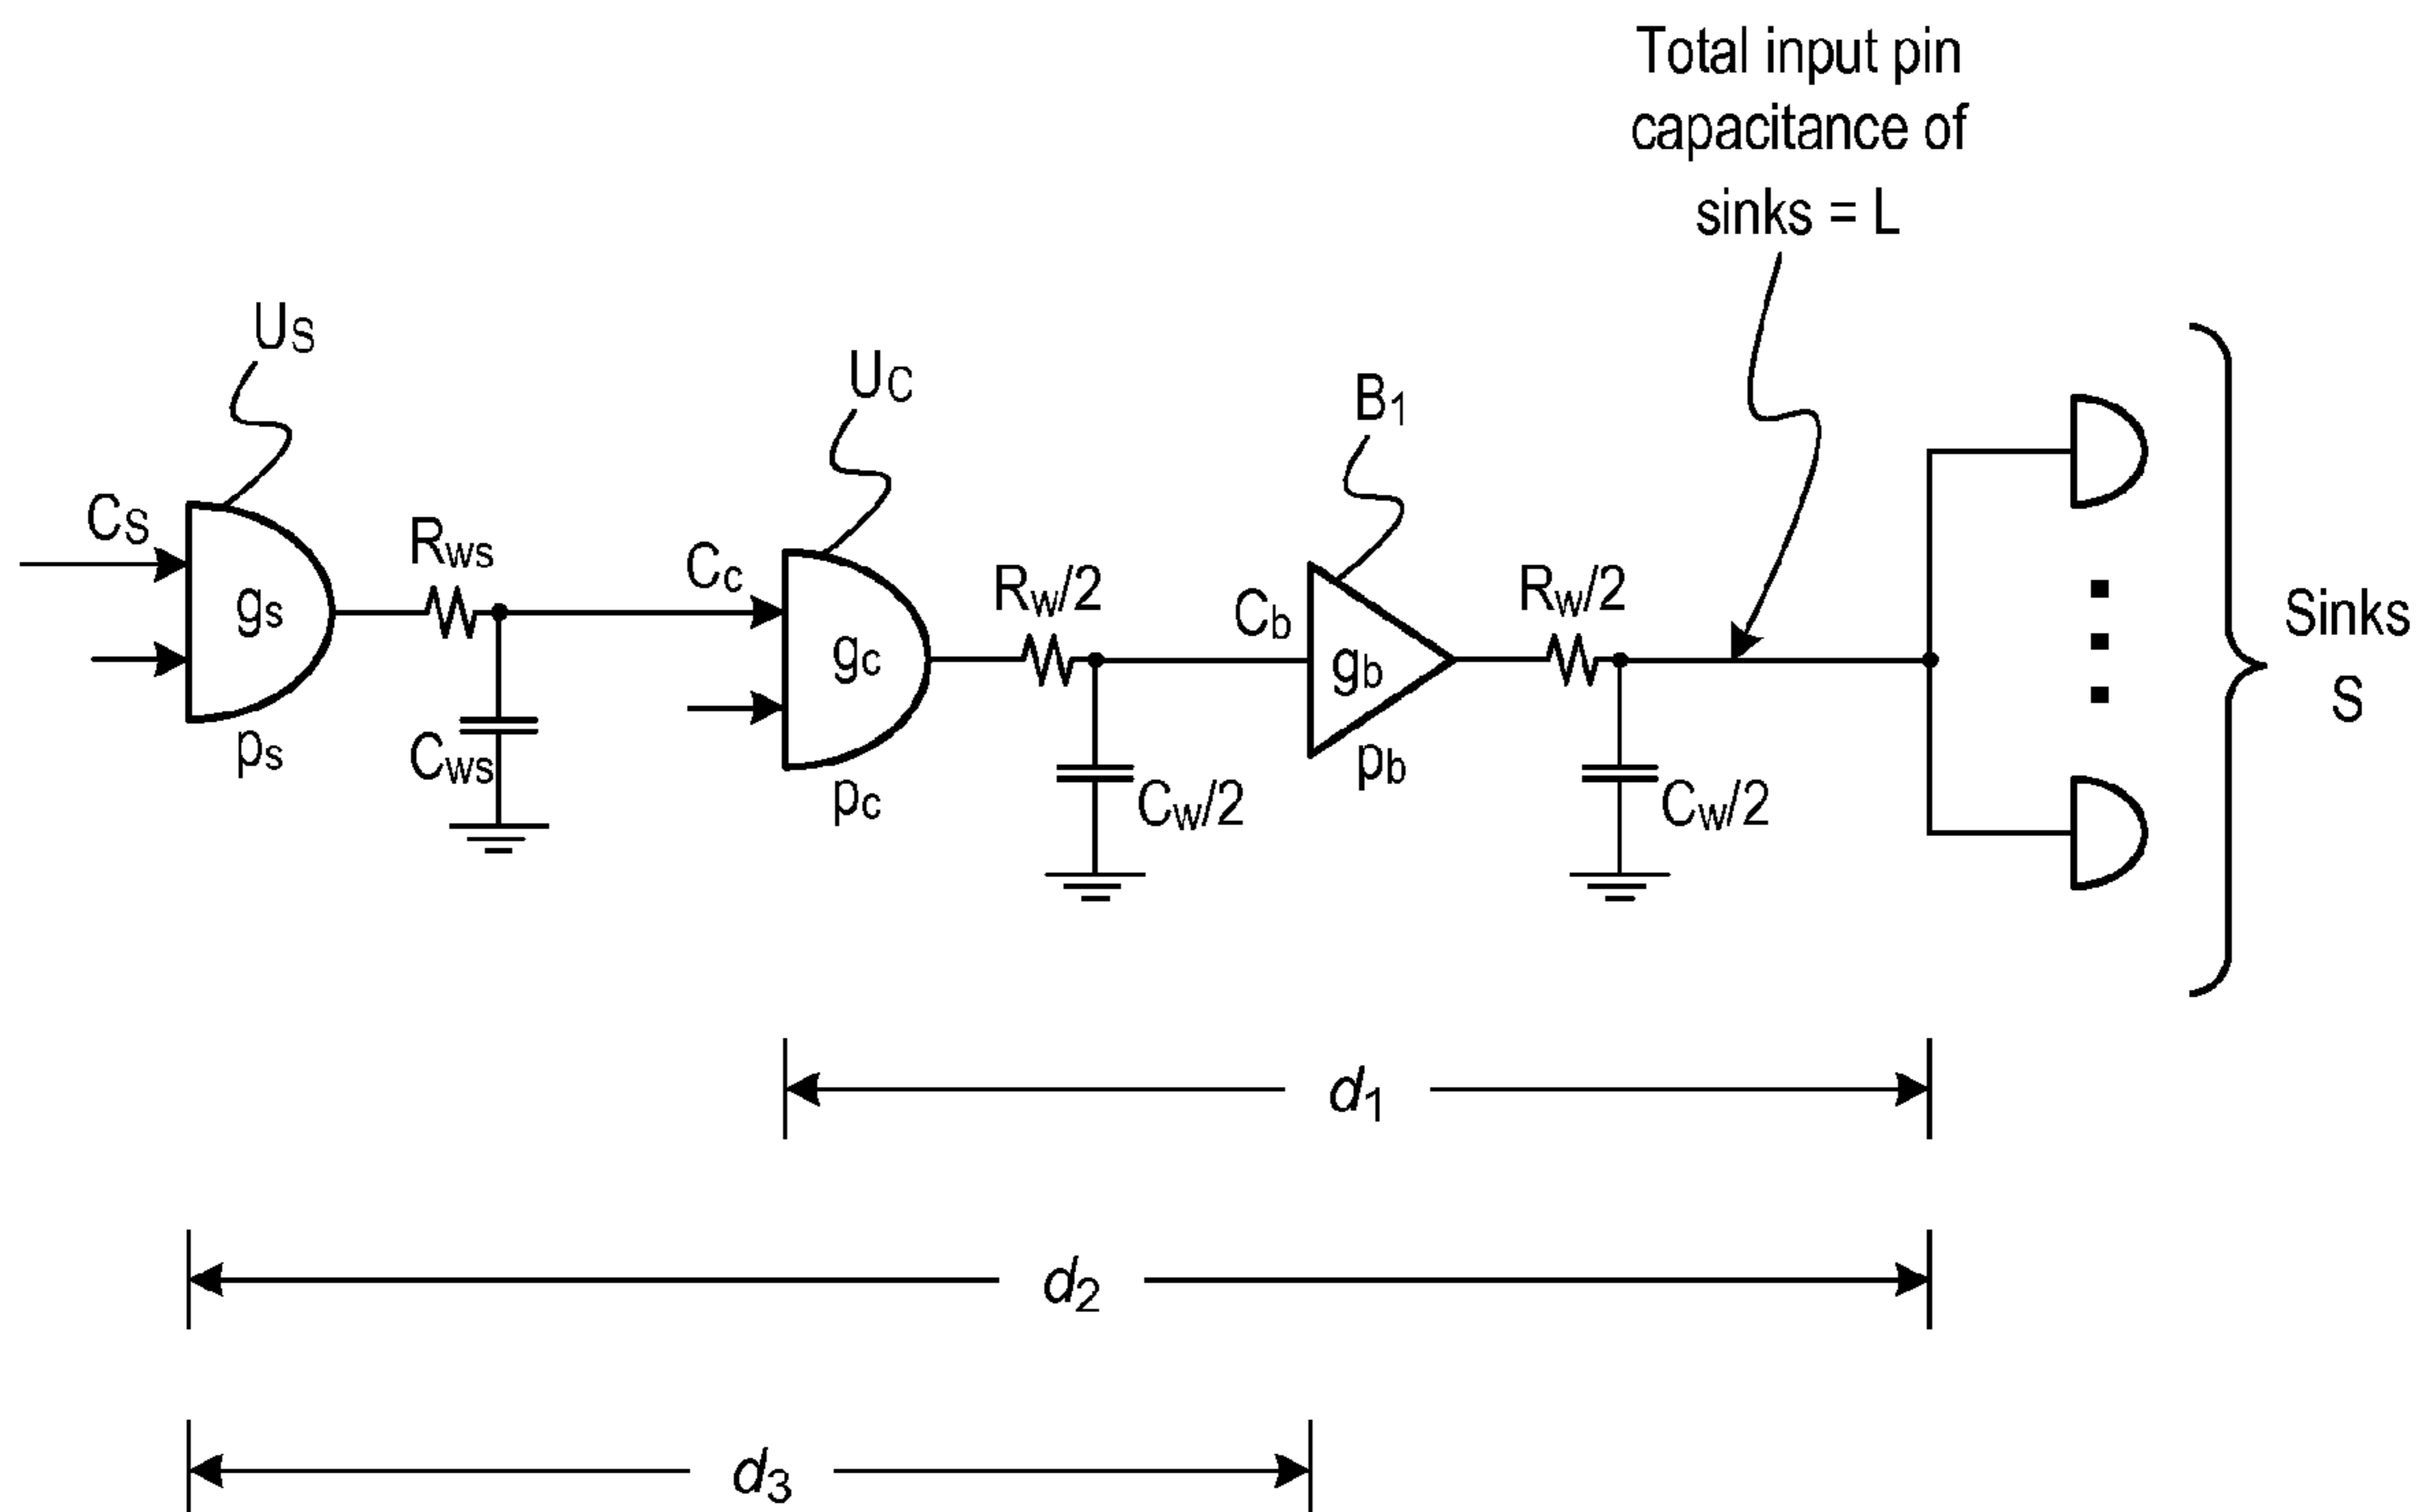 Total input pin
capacitance of
sinks = L
US
UC
B1
CS
gs
ps
Rws
Cws
Cc
gc
pc
Rw/2
Cw/2
Cb
gb
pb
Rw/2
Cw/2
Sinks
S
d1
d2
d3